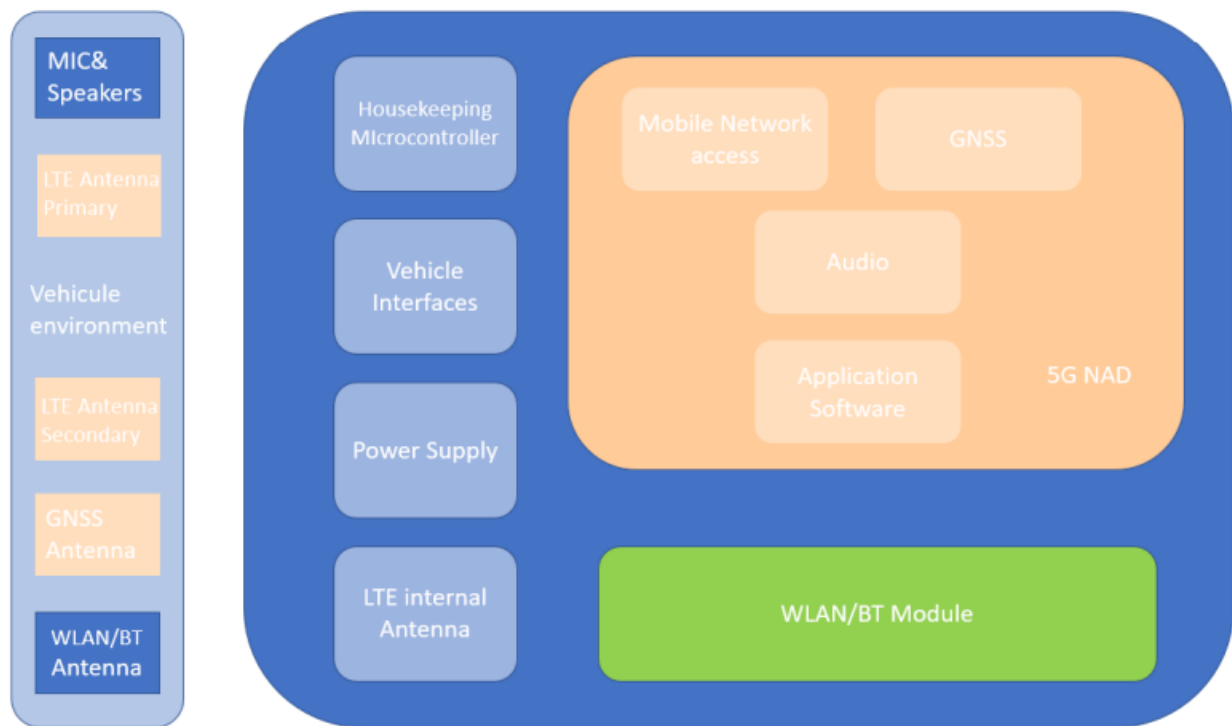 MIC&
Speakers
LTE Antenna
Primary
Vehicule
environment
LTE Antenna
Secondary
GNSS
Antenna
WLAN/BT
Antenna
Housekeeping
MIcrocontroller
Vehicle
Interfaces
Power Supply
LTE internal
Antenna
Mobile Network
access
GNSS
Audio
Application
Software
5G NAD
WLAN/BT Module